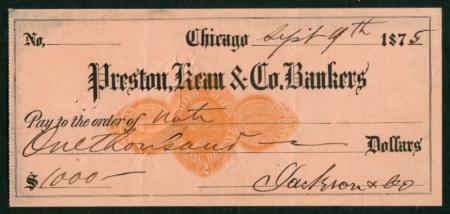 No. Chicago Sept 9th 1875
Preston, Kean & Co. Bankers
Pay to the order of Note
One thousand Dollars
$ 1000 —
Jackson & Co